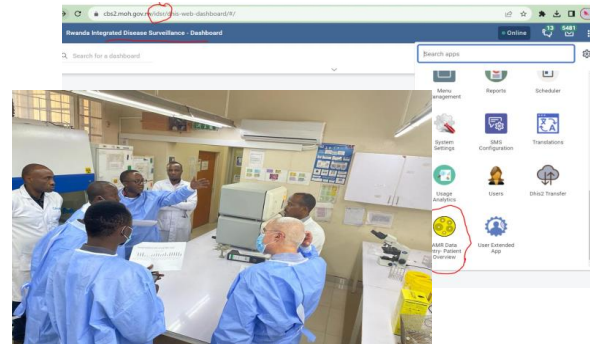 cbs2.moh.gov.rw/idsr/dhis-web-dashboard/#/
Rwanda Integrated Disease Surveillance - Dashboard
Online
13
5481
Search for a dashboard
Search apps
Menu
Management
Reports
Scheduler
System
Settings
SMS
Configuration
Translations
Usage
Analytics
Users
Dhis2 Transfer
AMR Data
Entry- Patient
Overview
User Extended
App